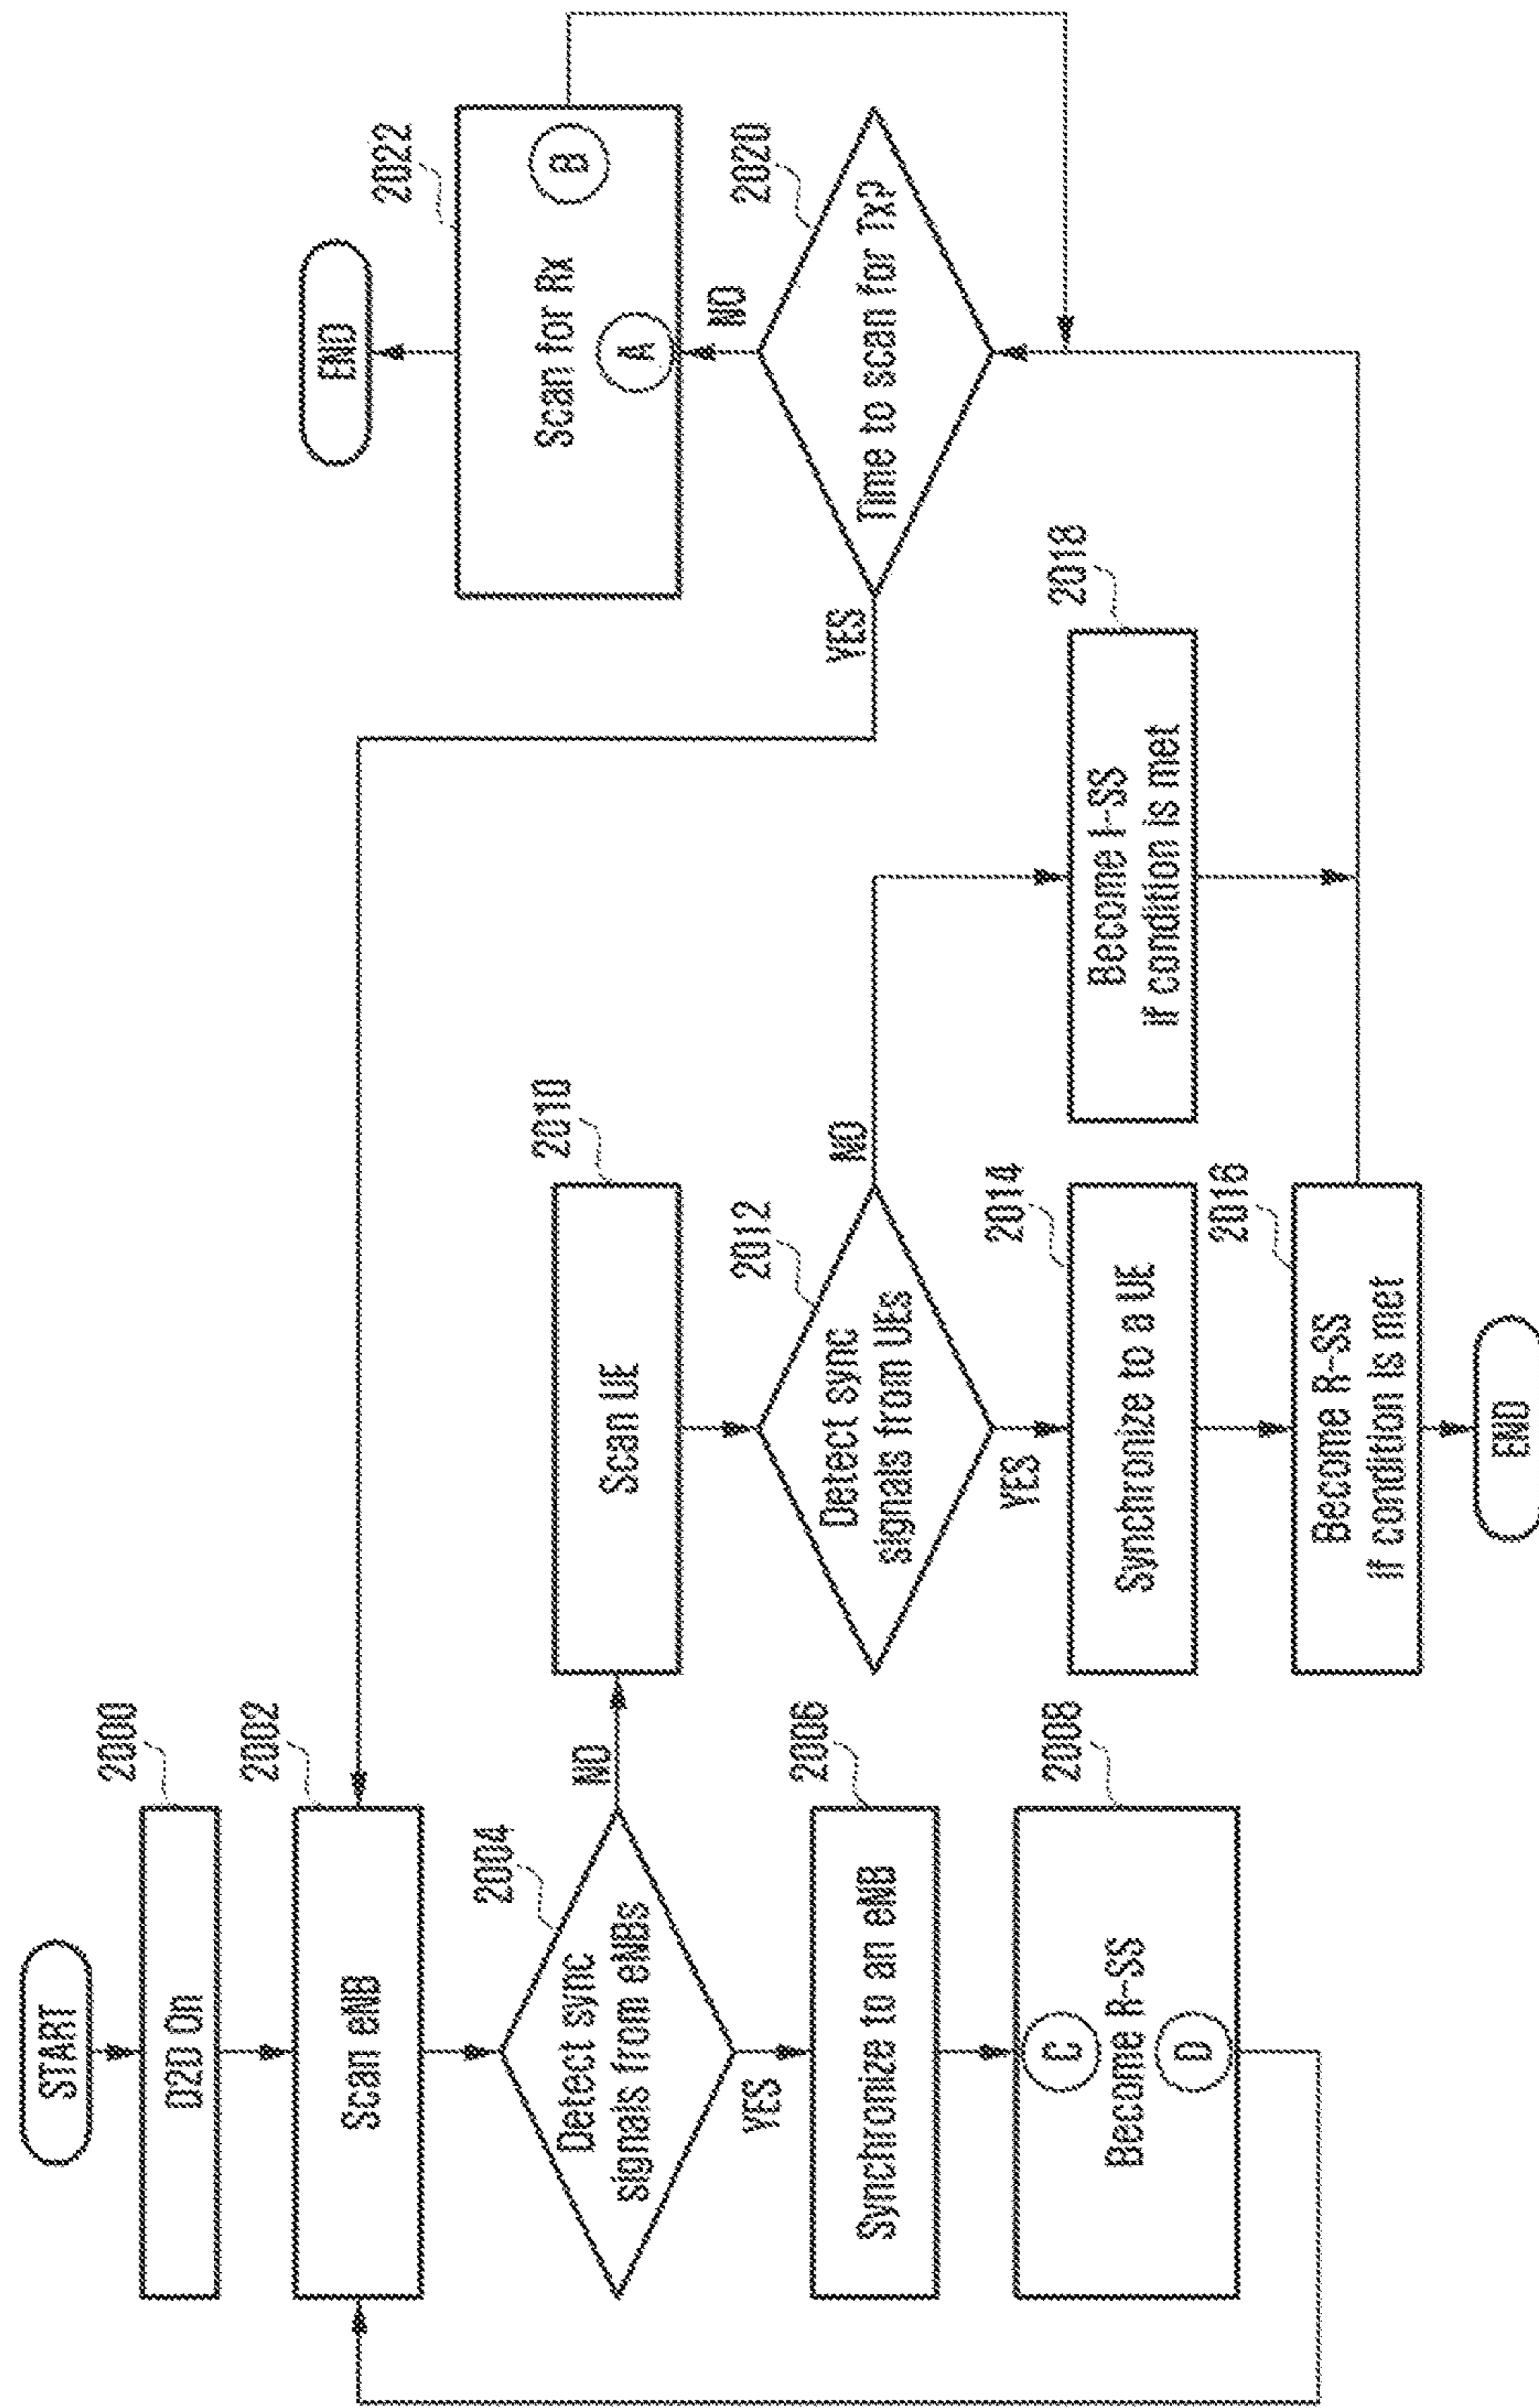 START
D2D On
2000
Scan eNB
2002
Detect sync
signals from eNBs
2004
NO
YES
Synchronize to an eNB
2006
C
Become R-SS
D
2008
Scan UE
2010
Detect sync
signals from UEs
2012
NO
YES
Synchronize to a UE
2014
Become R-SS
if condition is met
2016
END
Become I-SS
if condition is met
2018
END
Scan for Rx
B
A
2022
NO
Time to scan for Tx?
2020
YES